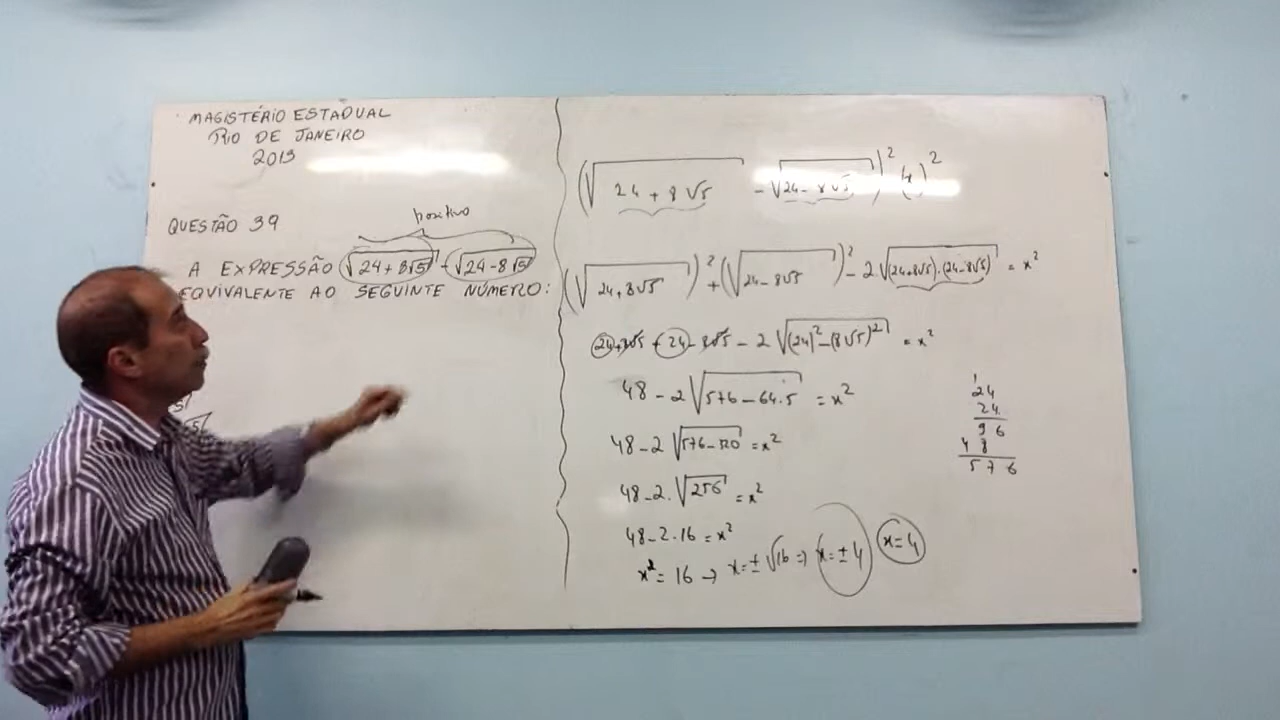 MAGISTÉRIO ESTADUAL
RIO DE JANEIRO
2013
QUESTÃO 39
positivo
A EXPRESSÃO √(24+8√5) - √(24-8√5)
EQUIVALENTE AO SEGUINTE NÚMERO:
(√(24+8√5) - √(24-8√5))² (x)²
(√(24+8√5))² + (√(24-8√5))² - 2√((24+8√5).(24-8√5)) = x²
24+8√5 + 24-8√5 - 2√((24)²-(8√5)²) = x²
48 - 2√(576-64.5) = x²
48-2√(576-320) = x²
48-2.√256 = x²
48-2.16 = x²
x² = 16 → x=±√16 ⇒ x=±4 x=4
24
24
96
48
576